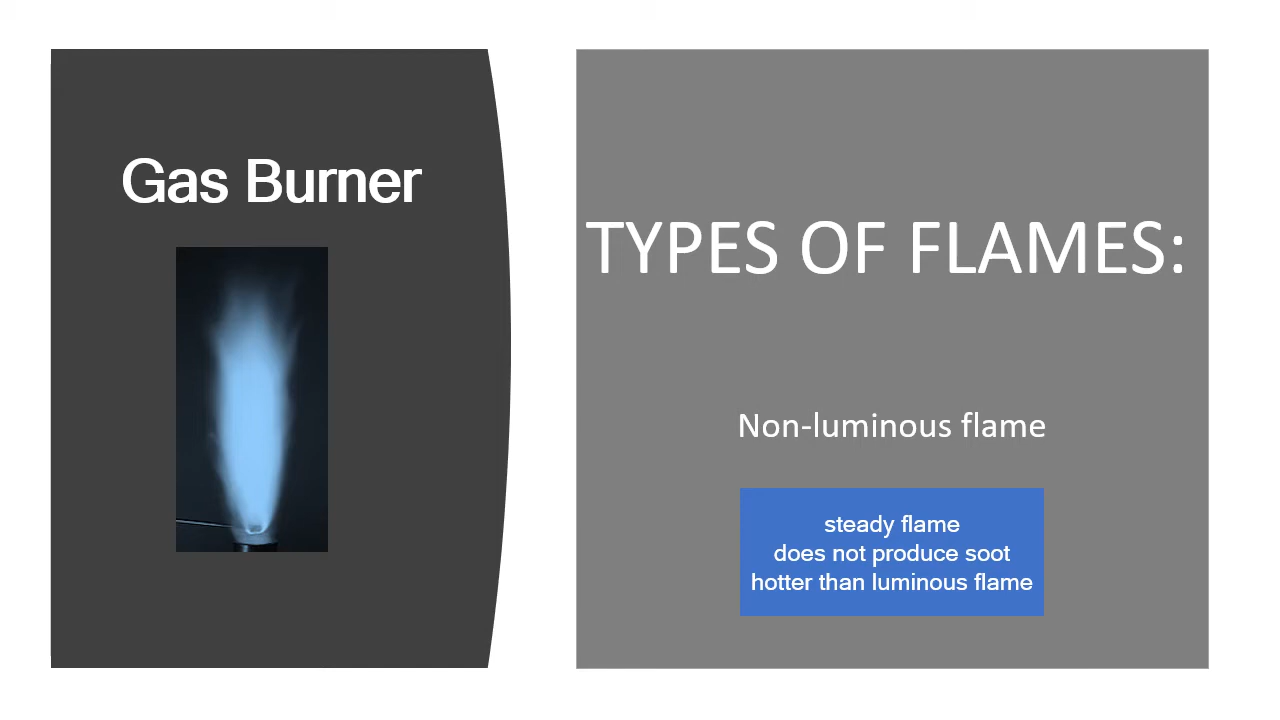 Gas Burner
TYPES OF FLAMES:
Non-luminous flame
steady flame
does not produce soot
hotter than luminous flame